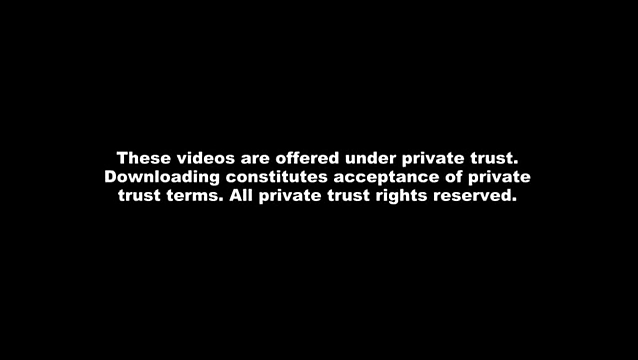 These videos are offered under private trust.
Downloading constitutes acceptance of private
trust terms. All private trust rights reserved.